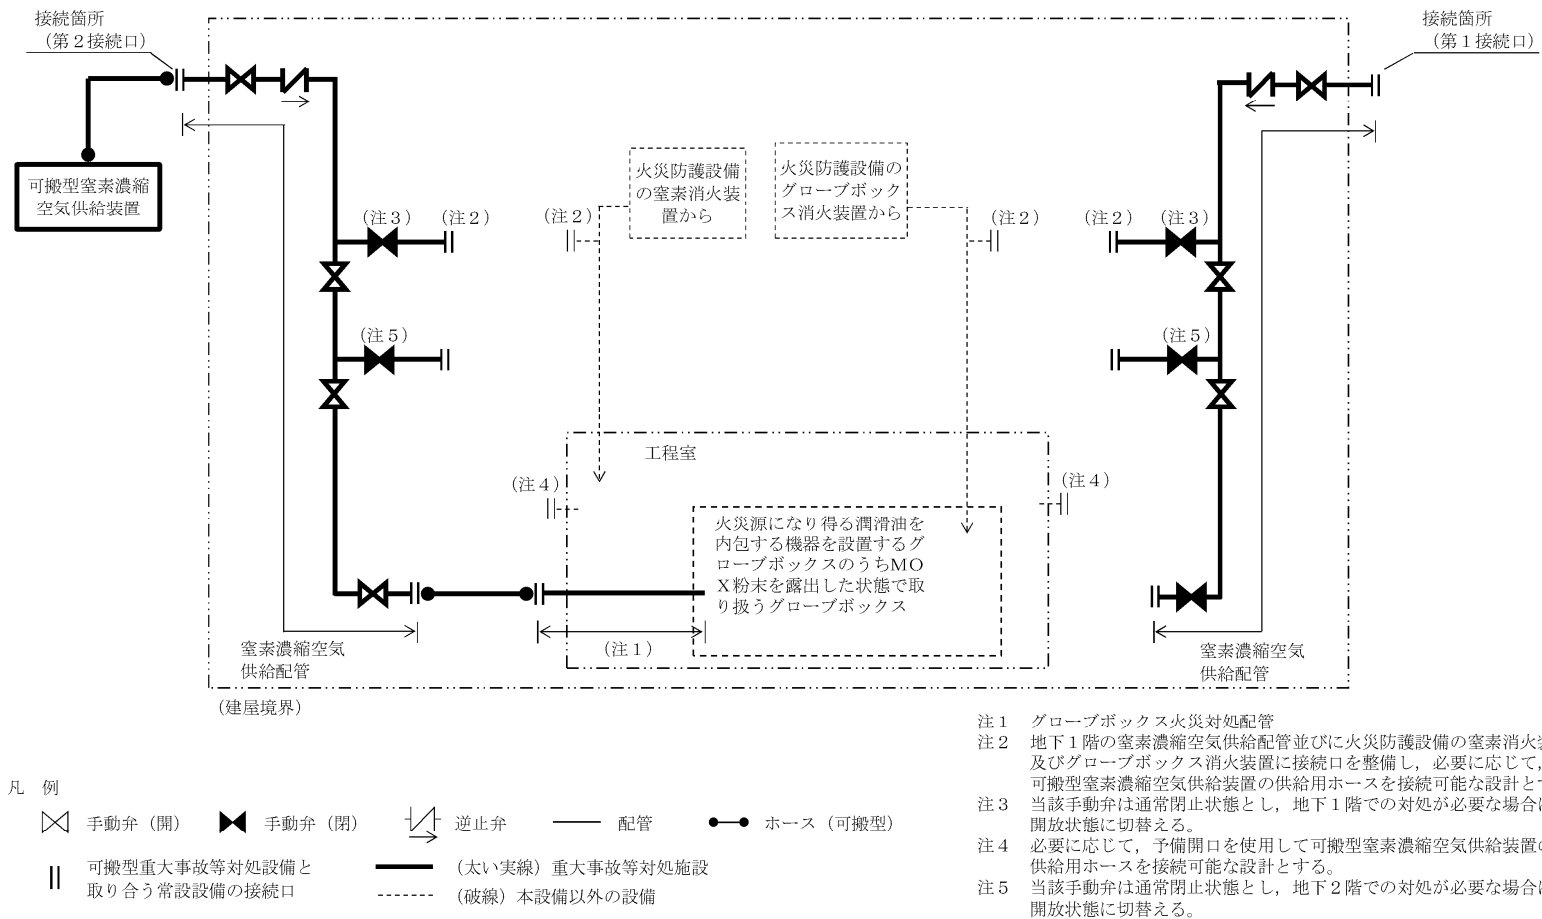 接続箇所
（第２接続口）
接続箇所
（第１接続口）
可搬型窒素濃縮
空気供給装置
火災防護設備
の窒素消火装
置から
火災防護設備の
グローブボック
ス消火装置から
（注３）
（注２）
（注２）
（注２）
（注２）
（注３）
（注５）
（注５）
工程室
（注４）
（注４）
火災源になり得る潤滑油を
内包する機器を設置するグ
ローブボックスのうちＭＯ
Ｘ粉末を露出した状態で取
り扱うグローブボックス
（注１）
窒素濃縮空気
供給配管
窒素濃縮空気
供給配管
（建屋境界）
注１　グローブボックス火災対処配管
注２　地下１階の窒素濃縮空気供給配管並びに火災防護設備の窒素消火
及びグローブボックス消火装置に接続口を整備し，必要に応じて，
可搬型窒素濃縮空気供給装置の供給用ホースを接続可能な設計と
注３　当該手動弁は通常閉止状態とし，地下１階での対処が必要な場合
開放状態に切替える。
注４　必要に応じて，予備開口を使用して可搬型窒素濃縮空気供給装置
供給用ホースを接続可能な設計とする。
注５　当該手動弁は通常閉止状態とし，地下２階での対処が必要な場合
開放状態に切替える。
凡　例
手動弁（開）
手動弁（閉）
逆止弁
配管
ホース（可搬型）
可搬型重大事故等対処設備と
取り合う常設設備の接続口
（太い実線）重大事故等対処施設
（破線）本設備以外の設備